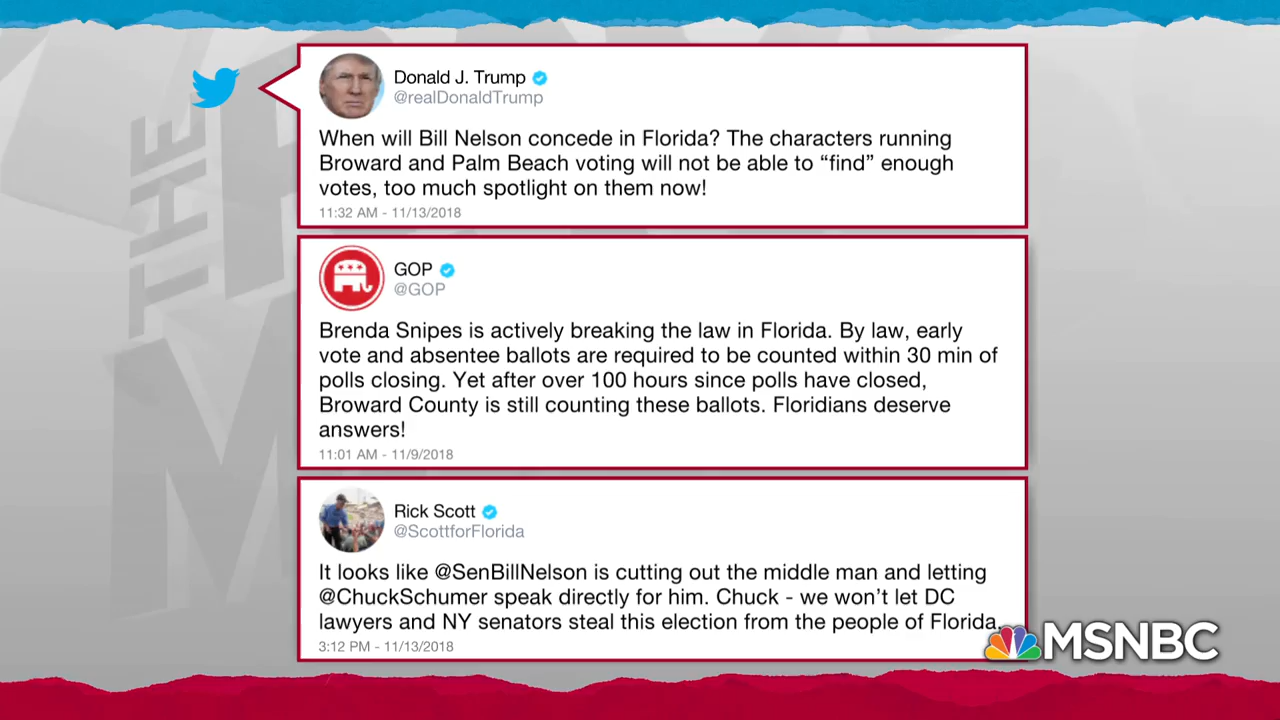 THE
Donald J. Trump
@realDonaldTrump
When will Bill Nelson concede in Florida? The characters running
Broward and Palm Beach voting will not be able to “find” enough
votes, too much spotlight on them now!
11:32 AM - 11/13/2018
GOP
@GOP
Brenda Snipes is actively breaking the law in Florida. By law, early
vote and absentee ballots are required to be counted within 30 min of
polls closing. Yet after over 100 hours since polls have closed,
Broward County is still counting these ballots. Floridians deserve
answers!
11:01 AM - 11/9/2018
Rick Scott
@ScottforFlorida
It looks like @SenBillNelson is cutting out the middle man and letting
@ChuckSchumer speak directly for him. Chuck - we won’t let DC
lawyers and NY senators steal this election from the people of Florida.
3:12 PM - 11/13/2018
MSNBC